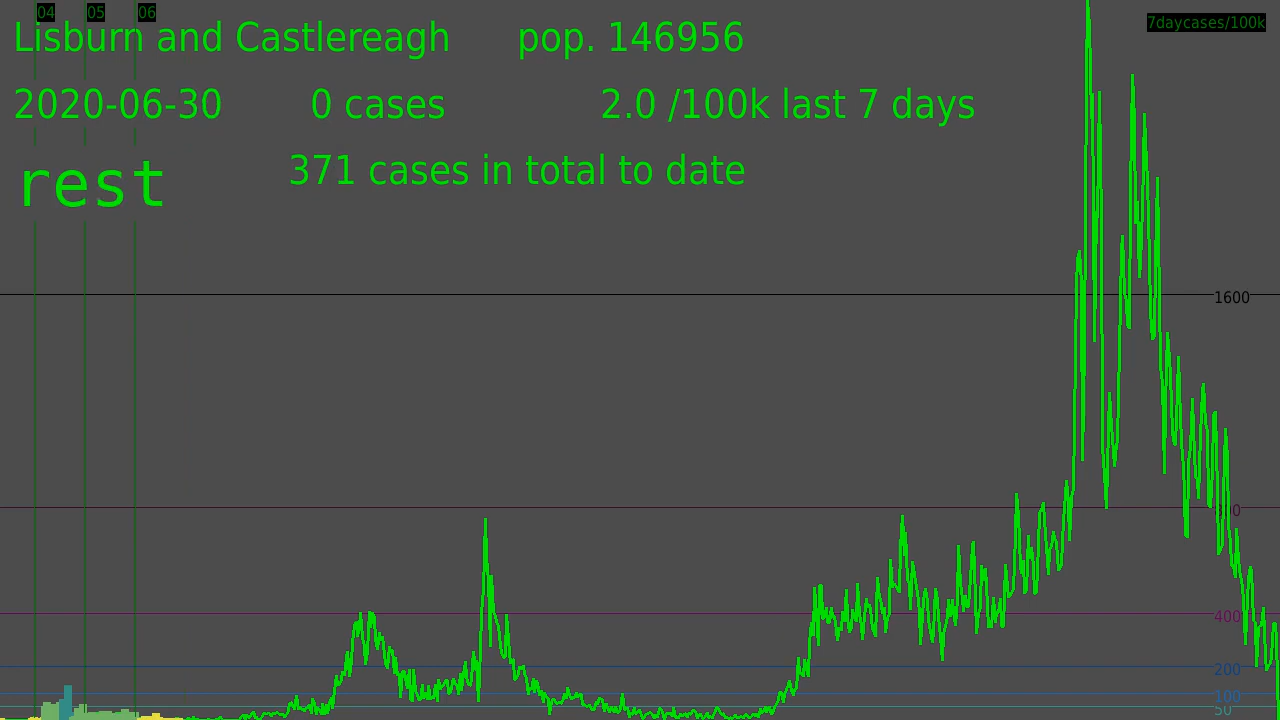 04 05 06
7daycases/100k
Lisburn and Castlereagh pop. 146956
2020-06-30 0 cases 2.0 /100k last 7 days
371 cases in total to date
rest
1600
400
200
100
50